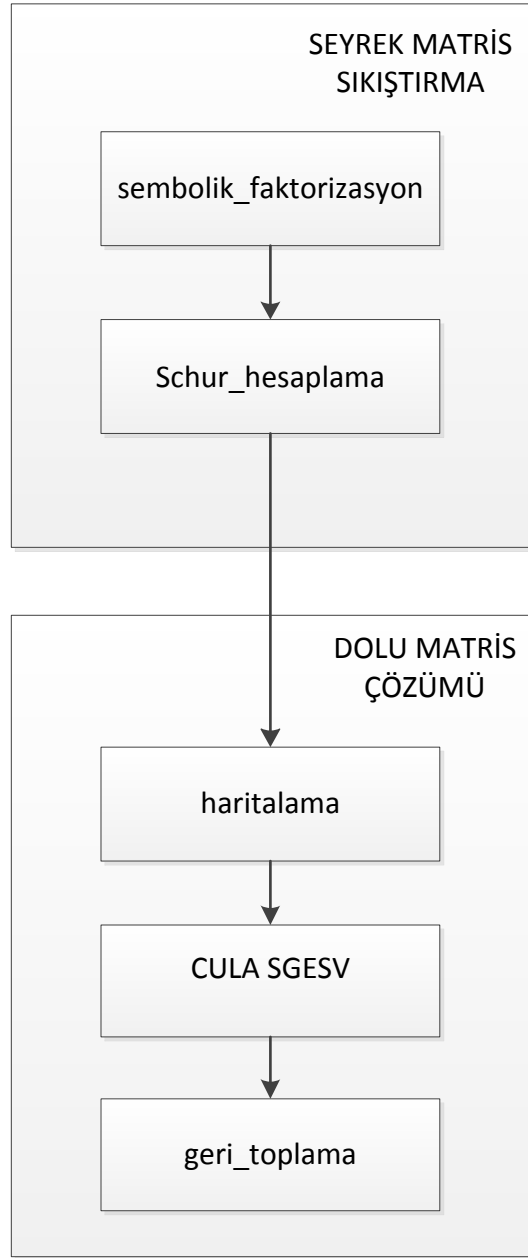 SEYREK MATRİS
SIKIŞTIRMA
sembolik_faktorizasyon
Schur_hesaplama
DOLU MATRİS
ÇÖZÜMÜ
haritalama
CULA SGESV
geri_toplama